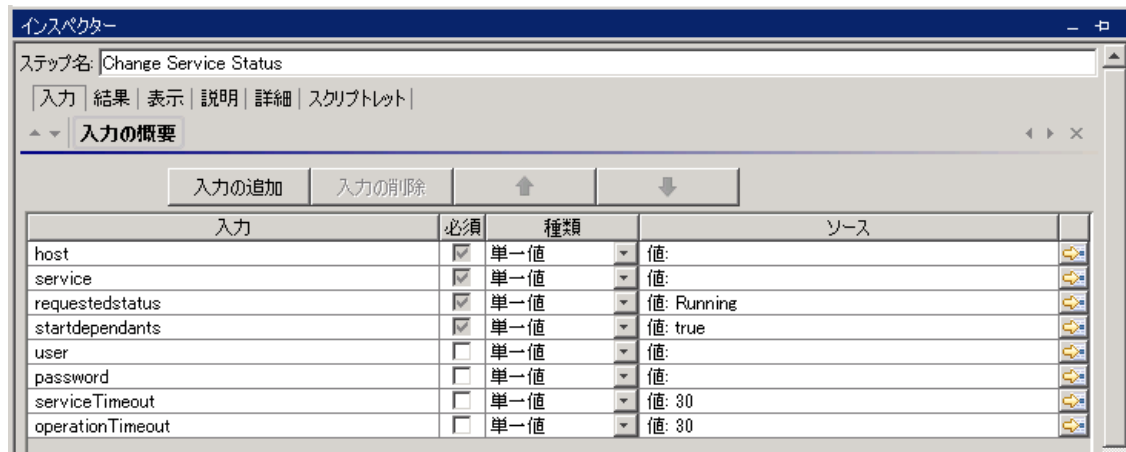 インスペクター
ステップ名: Change Service Status
入力 結果 表示 説明 詳細 スクリプトレット
入力の概要
入力の追加 入力の削除
入力 必須 種類 ソース
host 単一値 値:
service 単一値 値:
requestedstatus 単一値 値: Running
startdependants 単一値 値: true
user 単一値 値:
password 単一値 値:
serviceTimeout 単一値 値: 30
operationTimeout 単一値 値: 30